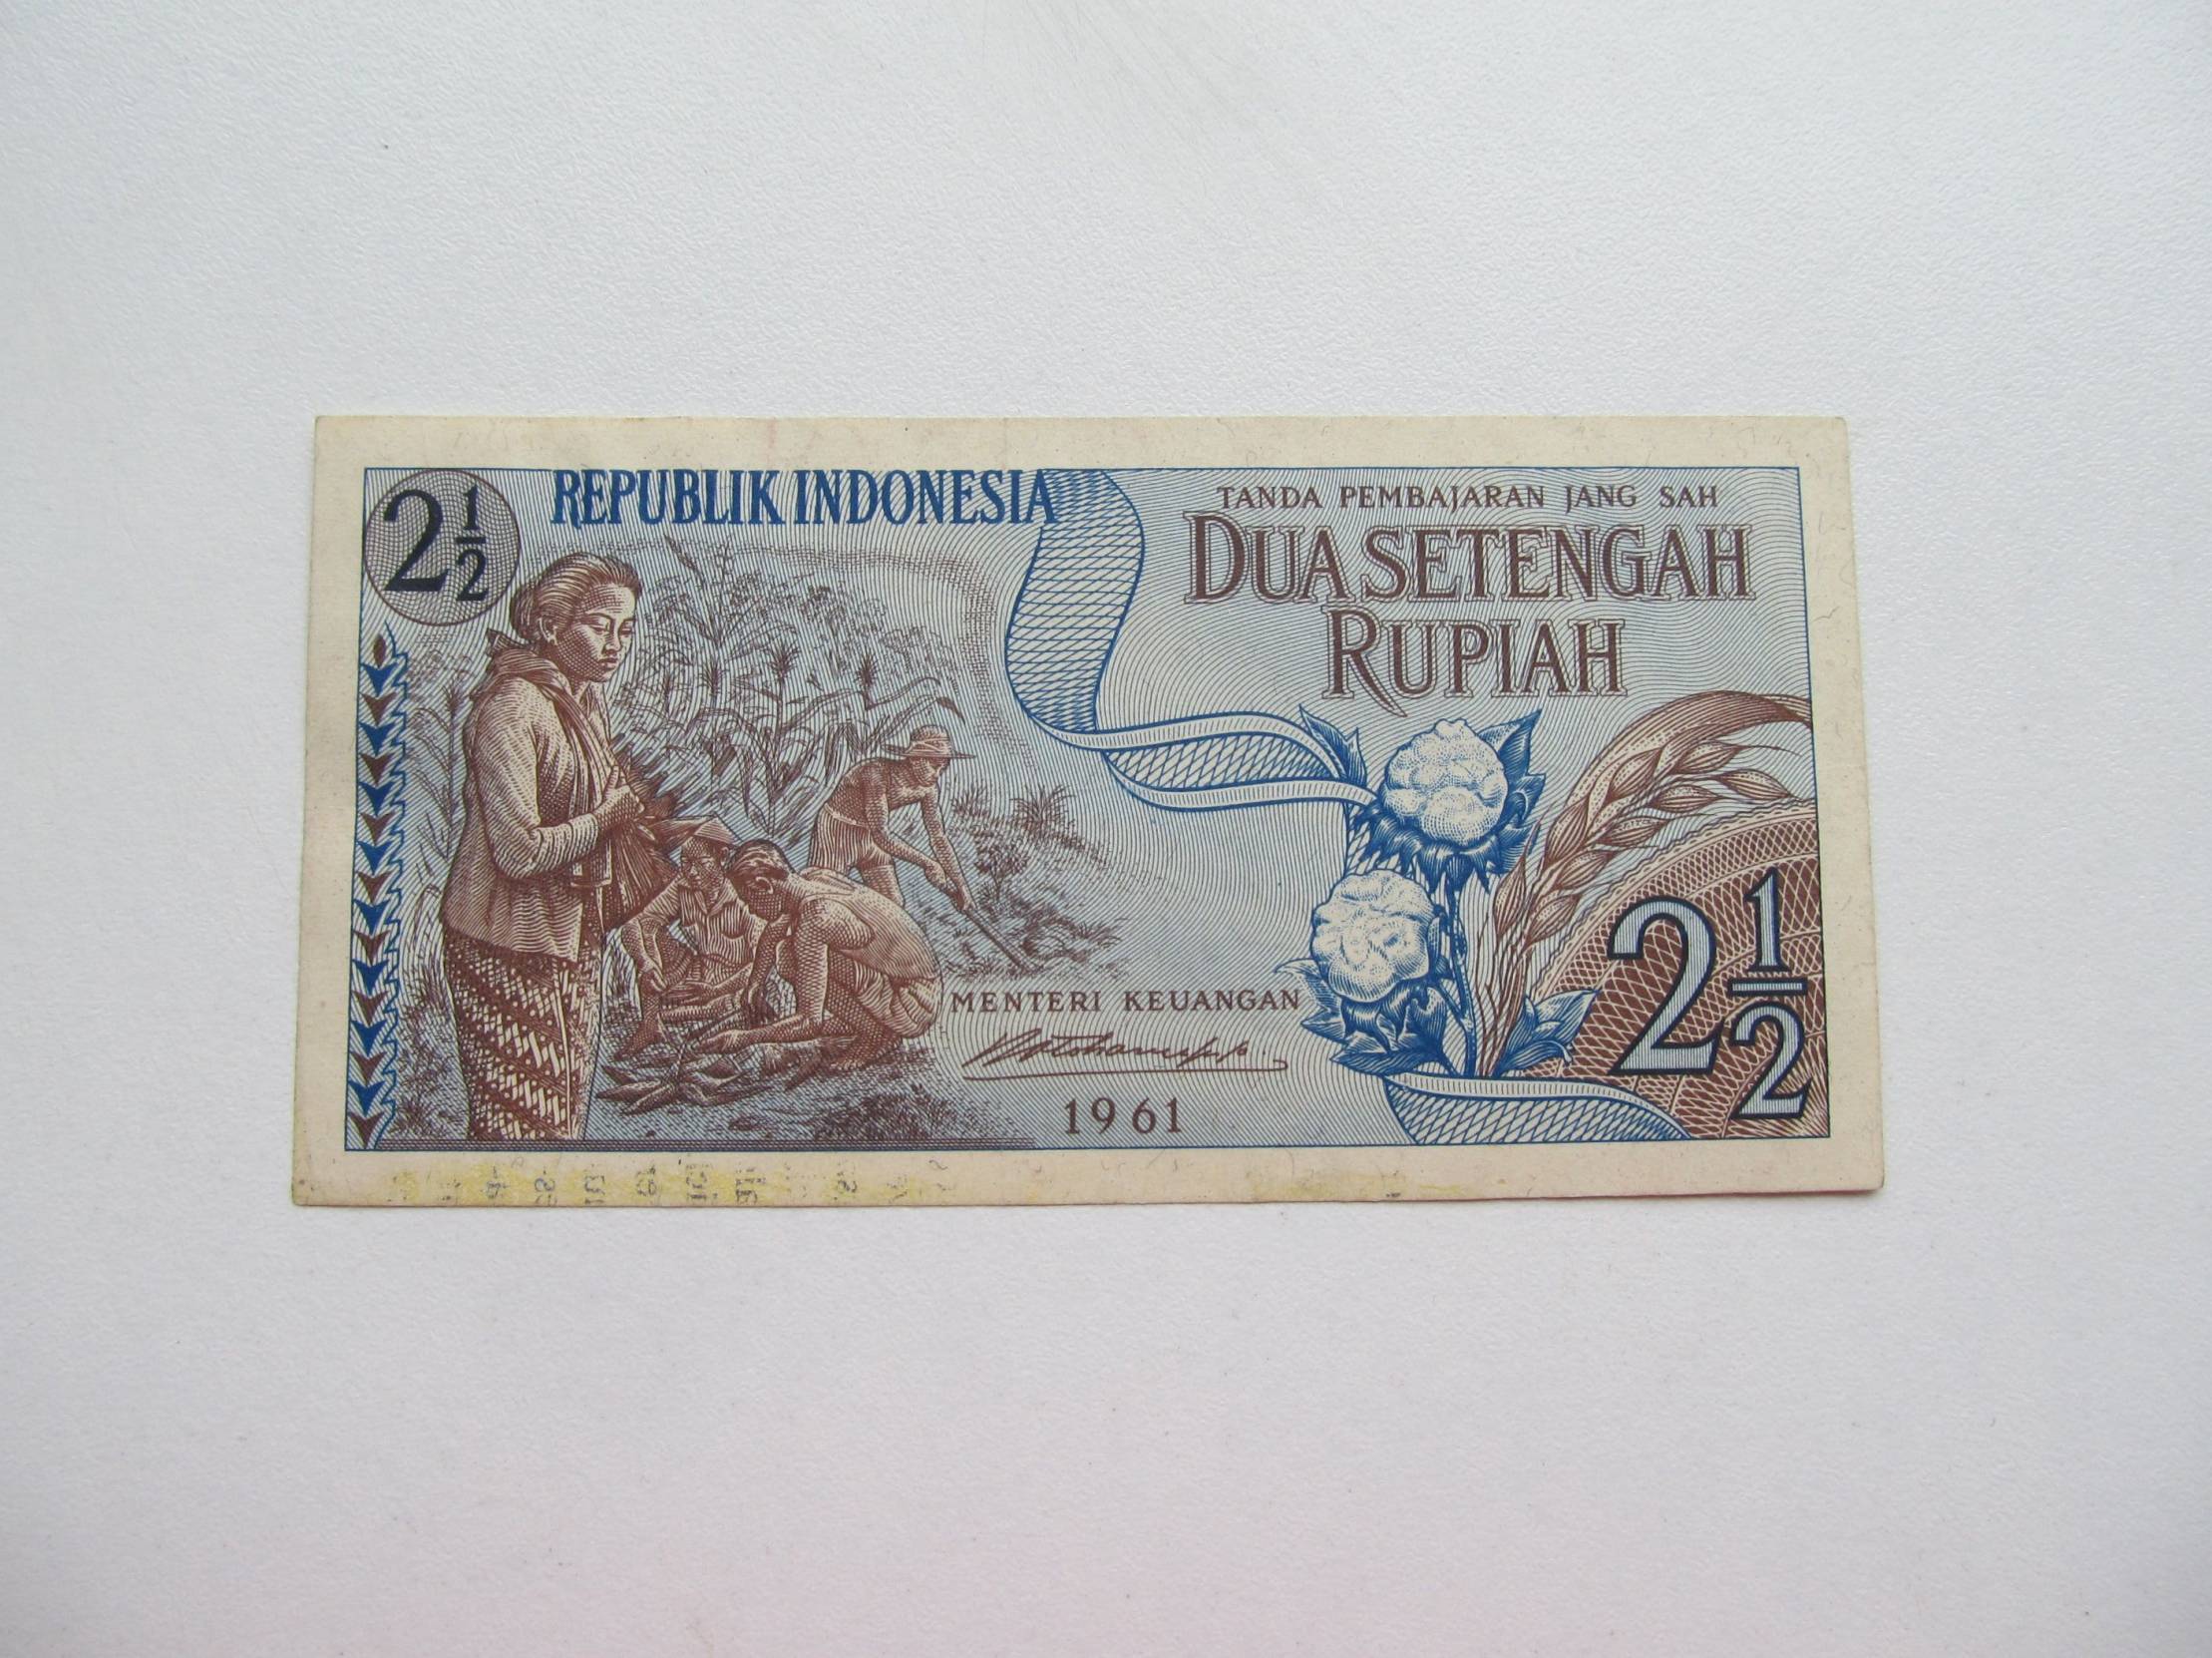 2 1/2
REPUBLIK INDONESIA
TANDA PEMBAJARAN JANG SAH
DUA SETENGAH
RUPIAH
MENTERI KEUANGAN
1961
2 1/2